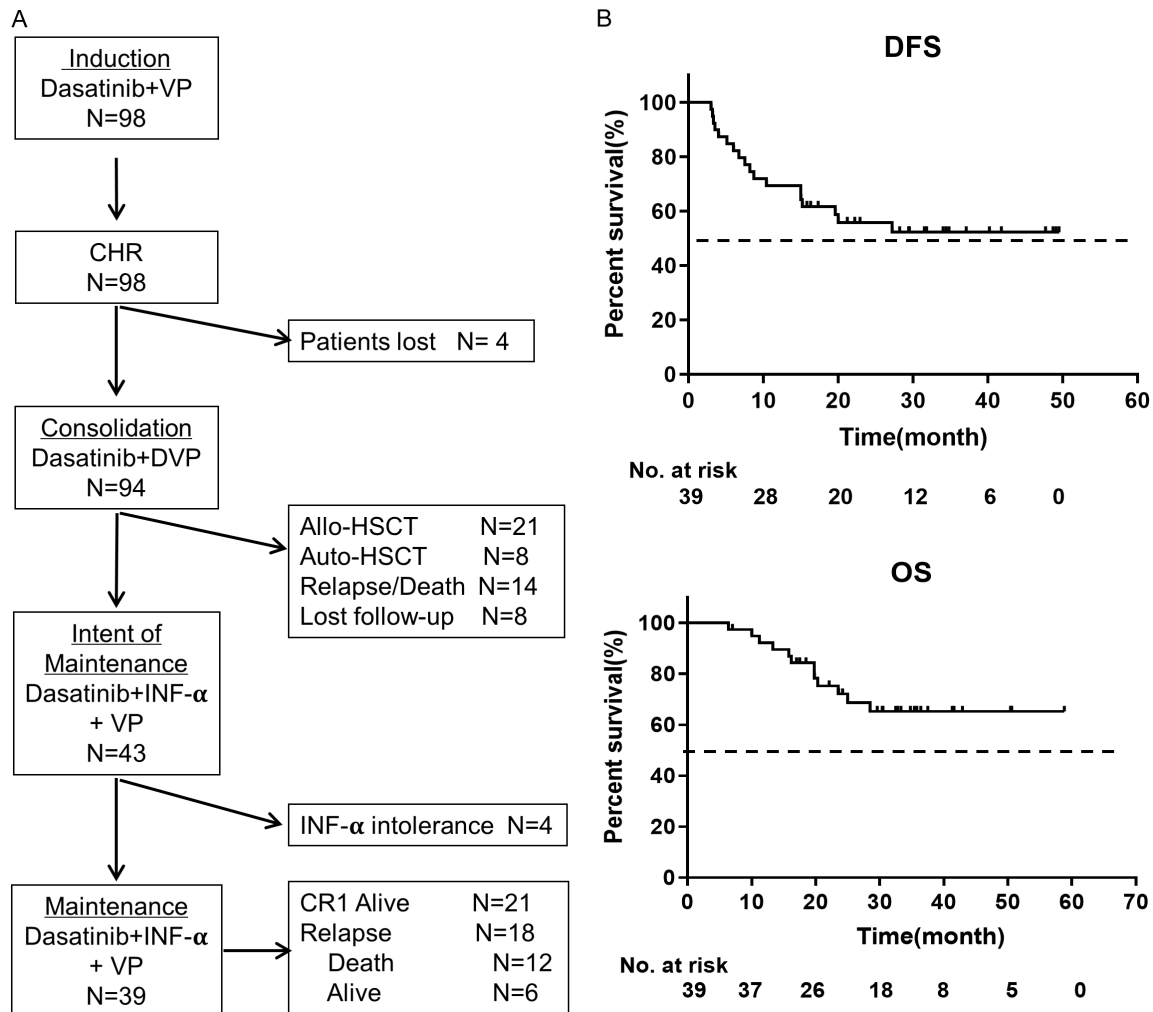 A
Induction
Dasatinib+VP
N=98
CHR
N=98
Patients lost N= 4
Consolidation
Dasatinib+DVP
N=94
Allo-HSCT N=21
Auto-HSCT N=8
Relapse/Death N=14
Lost follow-up N=8
Intent of
Maintenance
Dasatinib+INF-α
+ VP
N=43
INF-α intolerance N=4
Maintenance
Dasatinib+INF-α
+ VP
N=39
CR1 Alive N=21
Relapse N=18
Death N=12
Alive N=6
B
DFS
Percent survival(%)
100
80
60
40
20
0
0 10 20 30 40 50 60
Time(month)
No. at risk
39 28 20 12 6 0
OS
Percent survival(%)
100
80
60
40
20
0
0 10 20 30 40 50 60 70
Time(month)
No. at risk
39 37 26 18 8 5 0